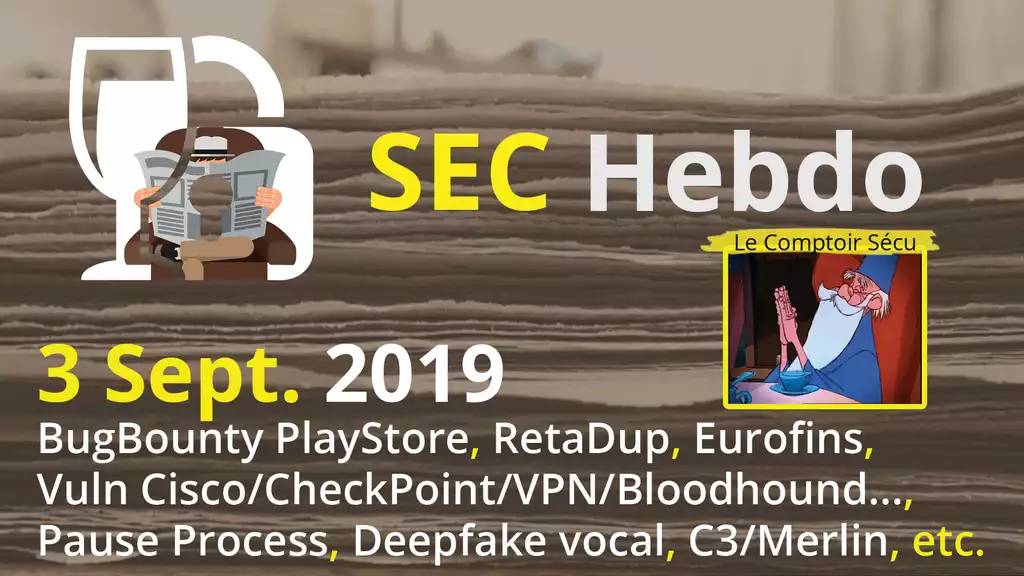 SEC Hebdo
Le Comptoir Sécu
3 Sept. 2019
BugBounty PlayStore, RetaDup, Eurofins,
Vuln Cisco/CheckPoint/VPN/Bloodhound...,
Pause Process, Deepfake vocal, C3/Merlin, etc.